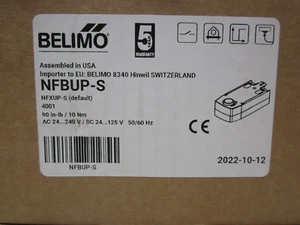 BELIMO
5
WARRANTY
Assembled in USA
Importer to EU: BELIMO 8340 Hinwil SWITZERLAND
NFBUP-S
NFXUP-S (default)
4001
90 in-lb / 10 Nm
AC 24...240 V / DC 24...125 V 50/60 Hz
2022-10-12
NFBUP-S